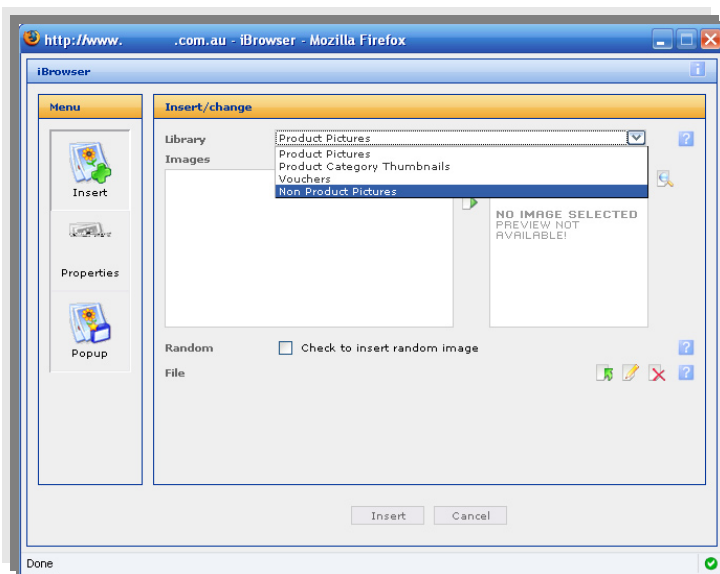 http://www. .com.au - iBrowser - Mozilla Firefox
iBrowser
Menu
Insert/change
Insert
Properties
Popup
Library
Product Pictures
Product Pictures
Product Category Thumbnails
Vouchers
Non Product Pictures
Images
NO IMAGE SELECTED
PREVIEW NOT
AVAILABLE!
Random
Check to insert random image
File
Insert
Cancel
Done